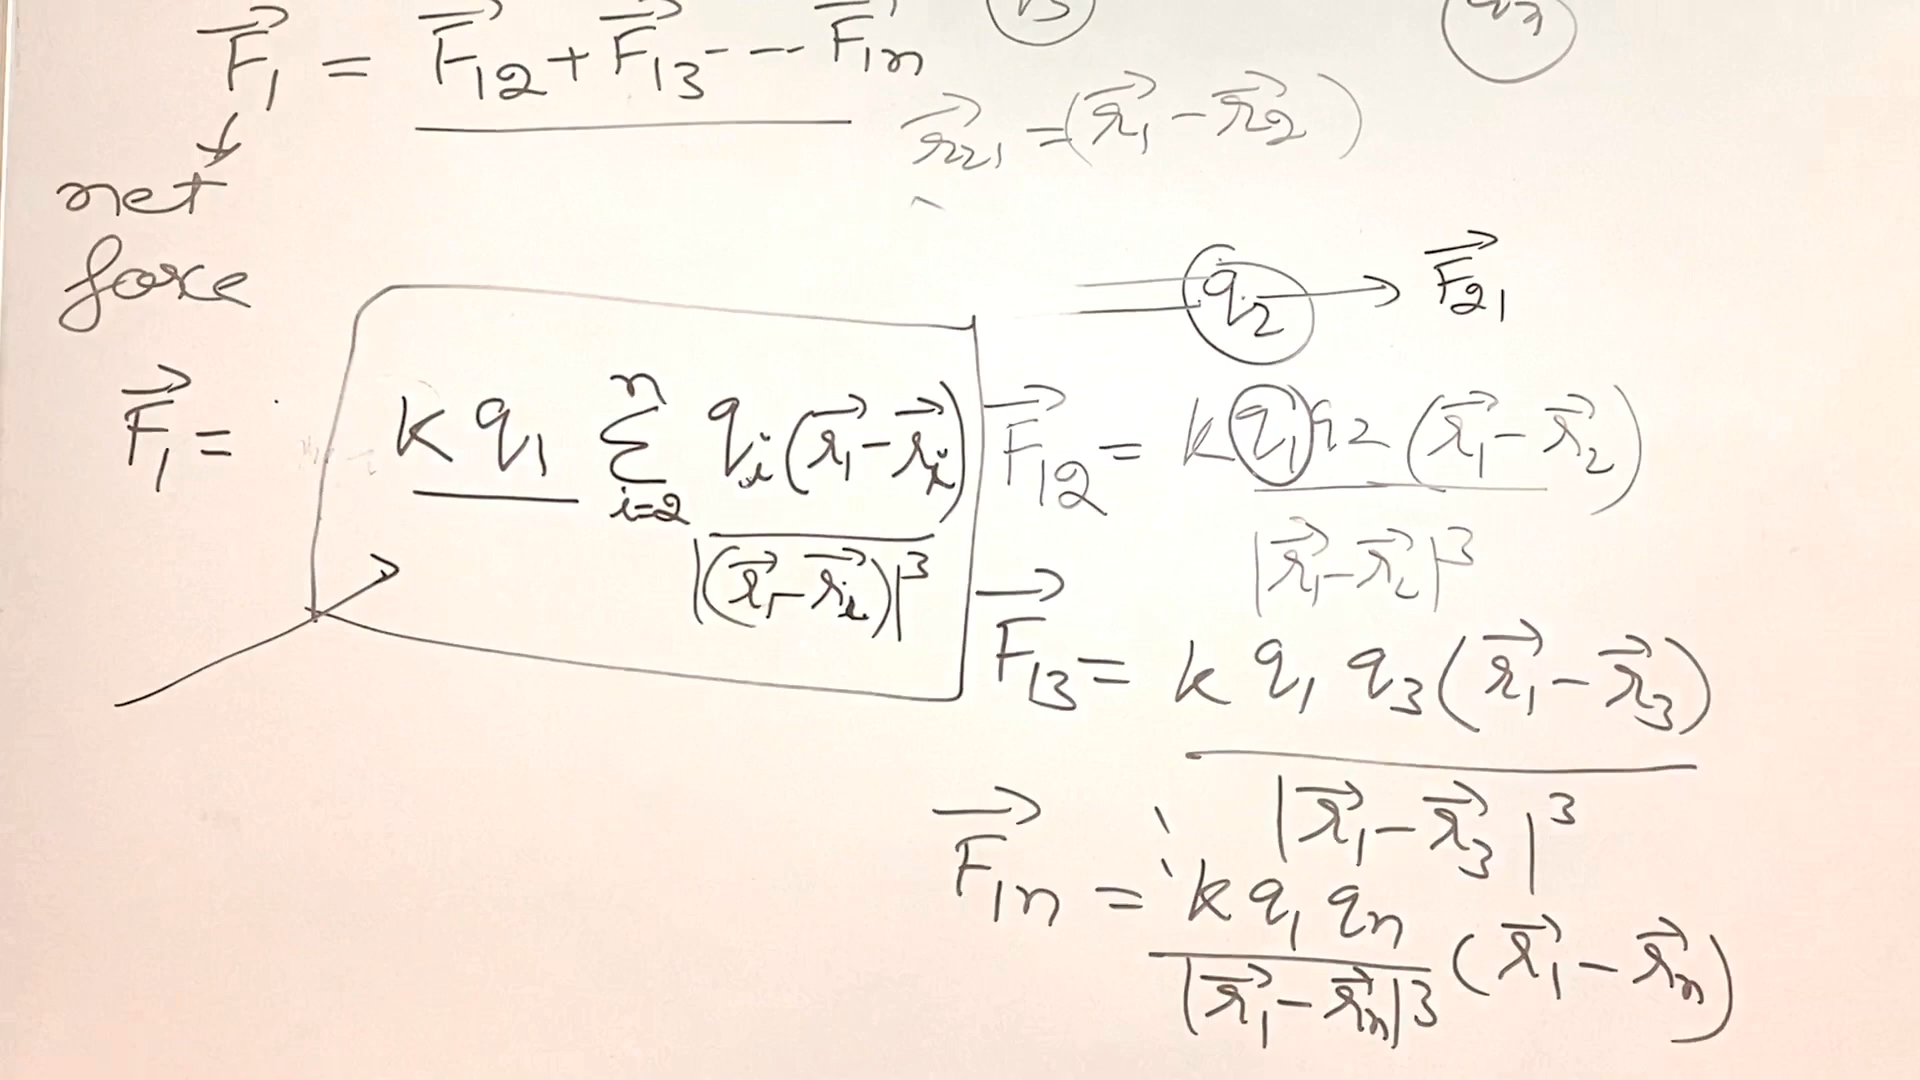 F⃗₁ = F⃗₁₂ + F⃗₁₃ - - - F⃗₁ₙ
r⃗₂₁ = (r⃗₁ - r⃗₂)
net
force
q₂ → F⃗₂₁
F⃗₁ = k q₁ Σⁿᵢ₌₂ qᵢ (r⃗₁ - r⃗ᵢ) / |(r⃗₁ - r⃗ᵢ)|³
F⃗₁₂ = k q₁ q₂ (r⃗₁ - r⃗₂) / |r⃗₁ - r⃗₂|³
F⃗₁₃ = k q₁ q₃ (r⃗₁ - r⃗₃) / |r⃗₁ - r⃗₃|³
F⃗₁ₙ = k q₁ qₙ / |r⃗₁ - r⃗ₙ|³ (r⃗₁ - r⃗ₙ)